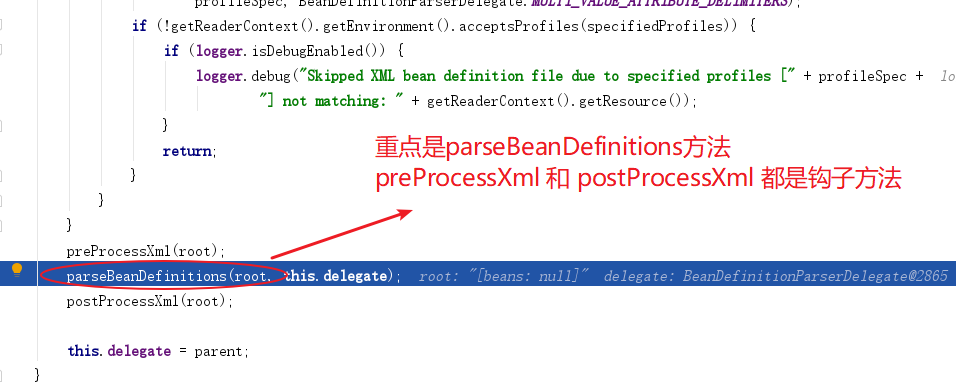 profileSpec, BeanDefinitionParserDelegate.MULTI_VALUE_ATTRIBUTE_DELIMITERS);
if (!getReaderContext().getEnvironment().acceptsProfiles(specifiedProfiles)) {
if (logger.isDebugEnabled()) {
logger.debug("Skipped XML bean definition file due to specified profiles [" + profileSpec + lo
"] not matching: " + getReaderContext().getResource());
}
return;
}
}
}
重点是parseBeanDefinitions方法
preProcessXml 和 postProcessXml 都是钩子方法
preProcessXml(root);
parseBeanDefinitions(root, this.delegate); root: "[beans: null]" delegate: BeanDefinitionParserDelegate@2865
postProcessXml(root);
this.delegate = parent;
}